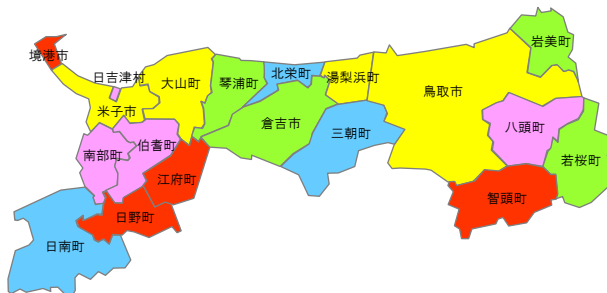 岩美町
境港市
日吉津村
大山町
琴浦町
北栄町
湯梨浜町
鳥取市
米子市
倉吉市
三朝町
八頭町
南部町
伯耆町
若桜町
江府町
智頭町
日野町
日南町